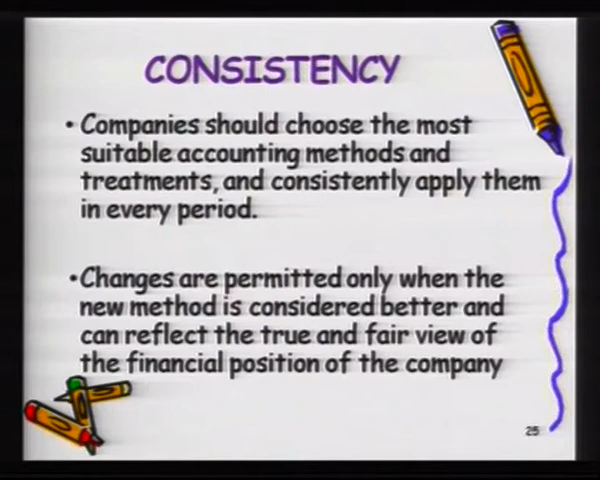 CONSISTENCY
• Companies should choose the most
suitable accounting methods and
treatments, and consistently apply them
in every period.
• Changes are permitted only when the
new method is considered better and
can reflect the true and fair view of
the financial position of the company
25